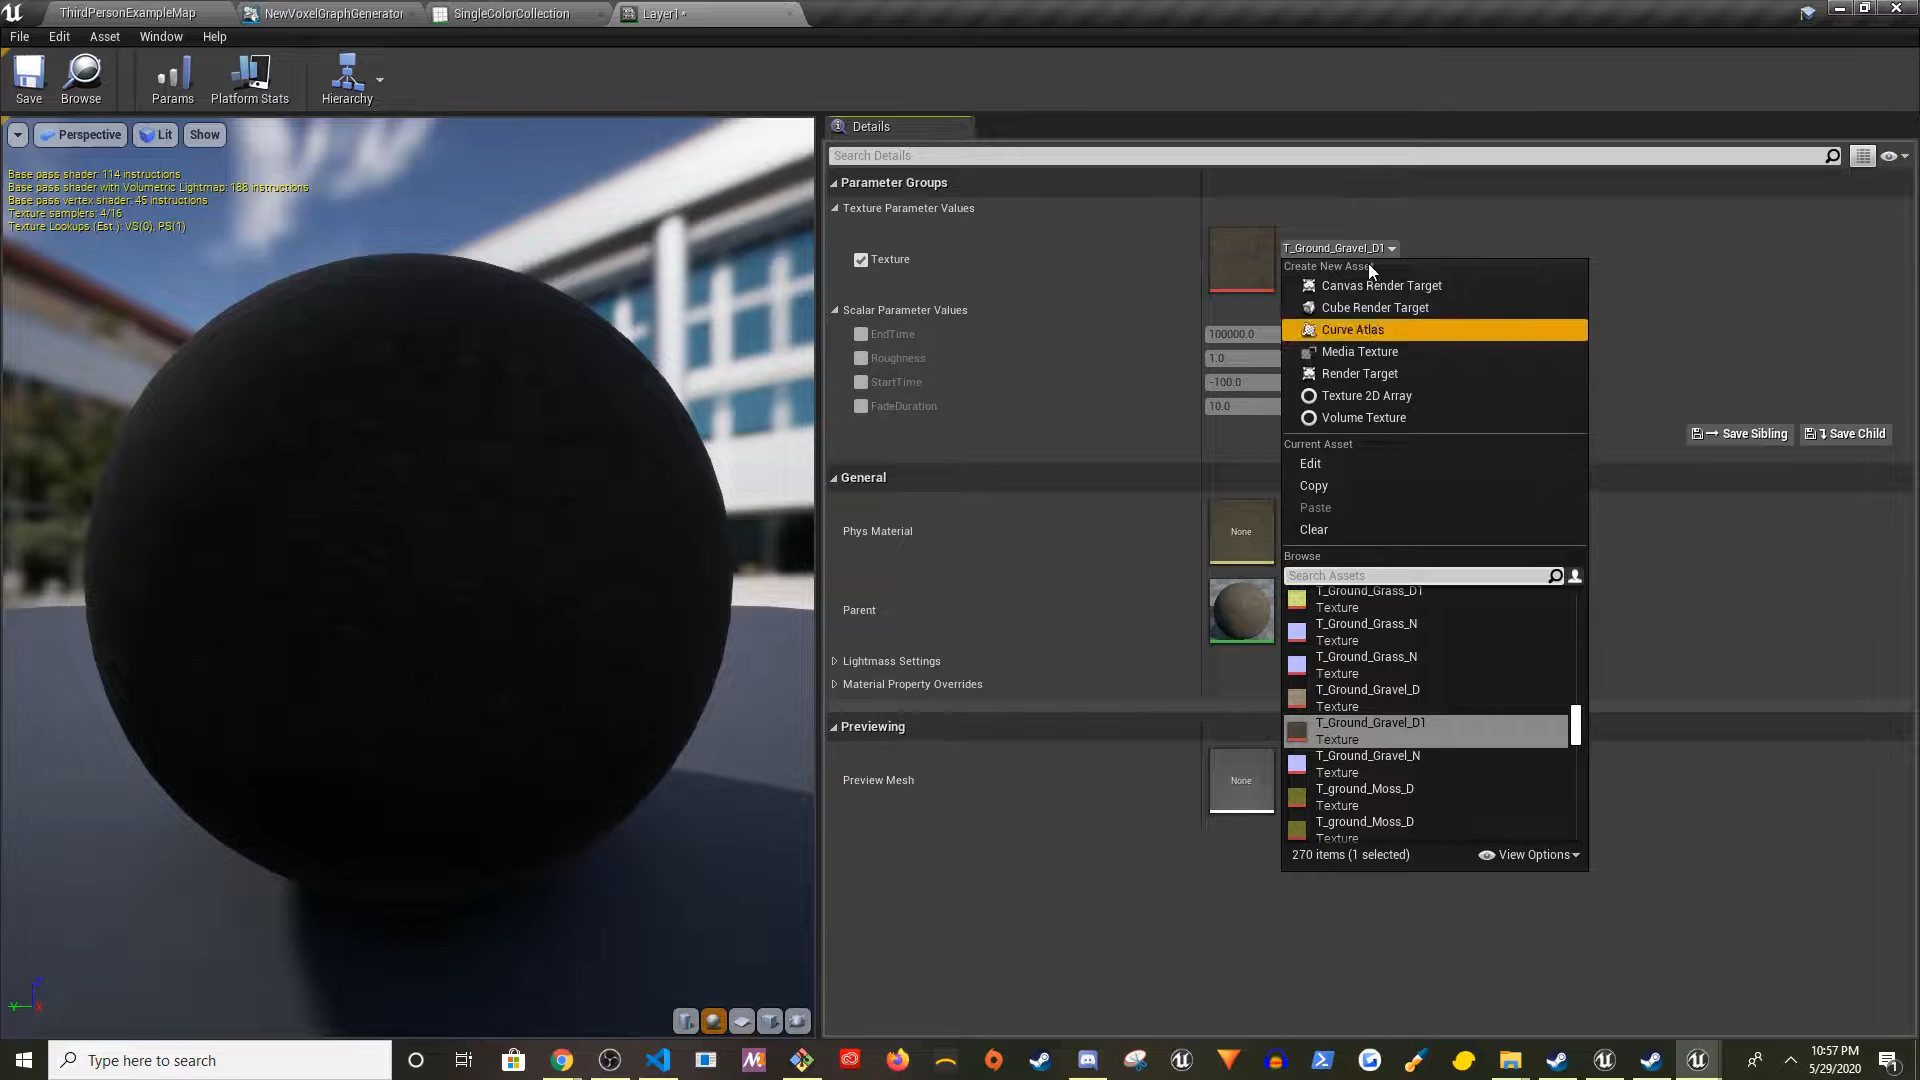 ThirdPersonExampleMap
NewVoxelGraphGenerator
SingleColorCollection
Layer1*
File Edit Asset Window Help
Save Browse Params Platform Stats Hierarchy
Perspective Lit Show
Base pass shader: 114 instructions
Base pass shader with Volumetric Lightmap: 188 instructions
Base pass vertex shader: 45 instructions
Texture samplers: 4/16
Texture Lookups (Est.): VS(0), PS(1)
Details
Search Details
Parameter Groups
Texture Parameter Values
Texture
T_Ground_Gravel_D1
Scalar Parameter Values
EndTime 100000.0
Roughness 1.0
StartTime -100.0
FadeDuration 10.0
Save Sibling Save Child
General
Phys Material None
Parent
Lightmass Settings
Material Property Overrides
Previewing
Preview Mesh None
Create New Asset
Canvas Render Target
Cube Render Target
Curve Atlas
Media Texture
Render Target
Texture 2D Array
Volume Texture
Current Asset
Edit
Copy
Paste
Clear
Browse
Search Assets
T_Ground_Grass_D1
Texture
T_Ground_Grass_N
Texture
T_Ground_Grass_N
Texture
T_Ground_Gravel_D
Texture
T_Ground_Gravel_D1
Texture
T_Ground_Gravel_N
Texture
T_ground_Moss_D
Texture
T_ground_Moss_D
Texture
270 items (1 selected) View Options
Z
Y X
Type here to search
10:57 PM
5/29/2020
1